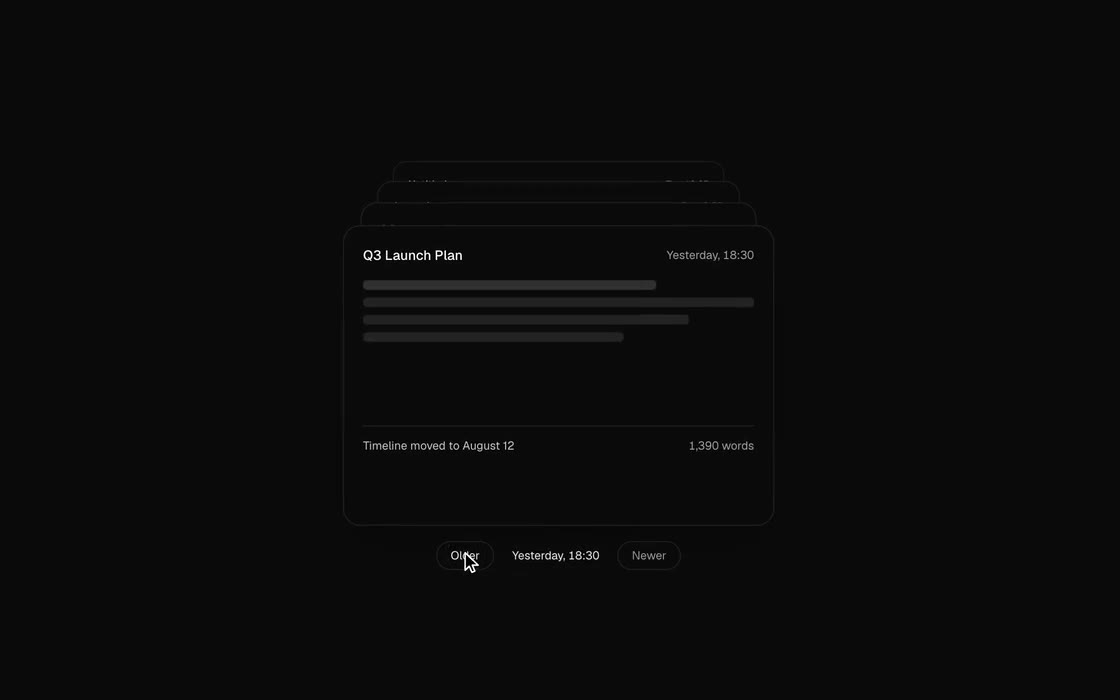 Q3 Launch Plan
Yesterday, 18:30
Timeline moved to August 12
1,390 words
Older
Yesterday, 18:30
Newer